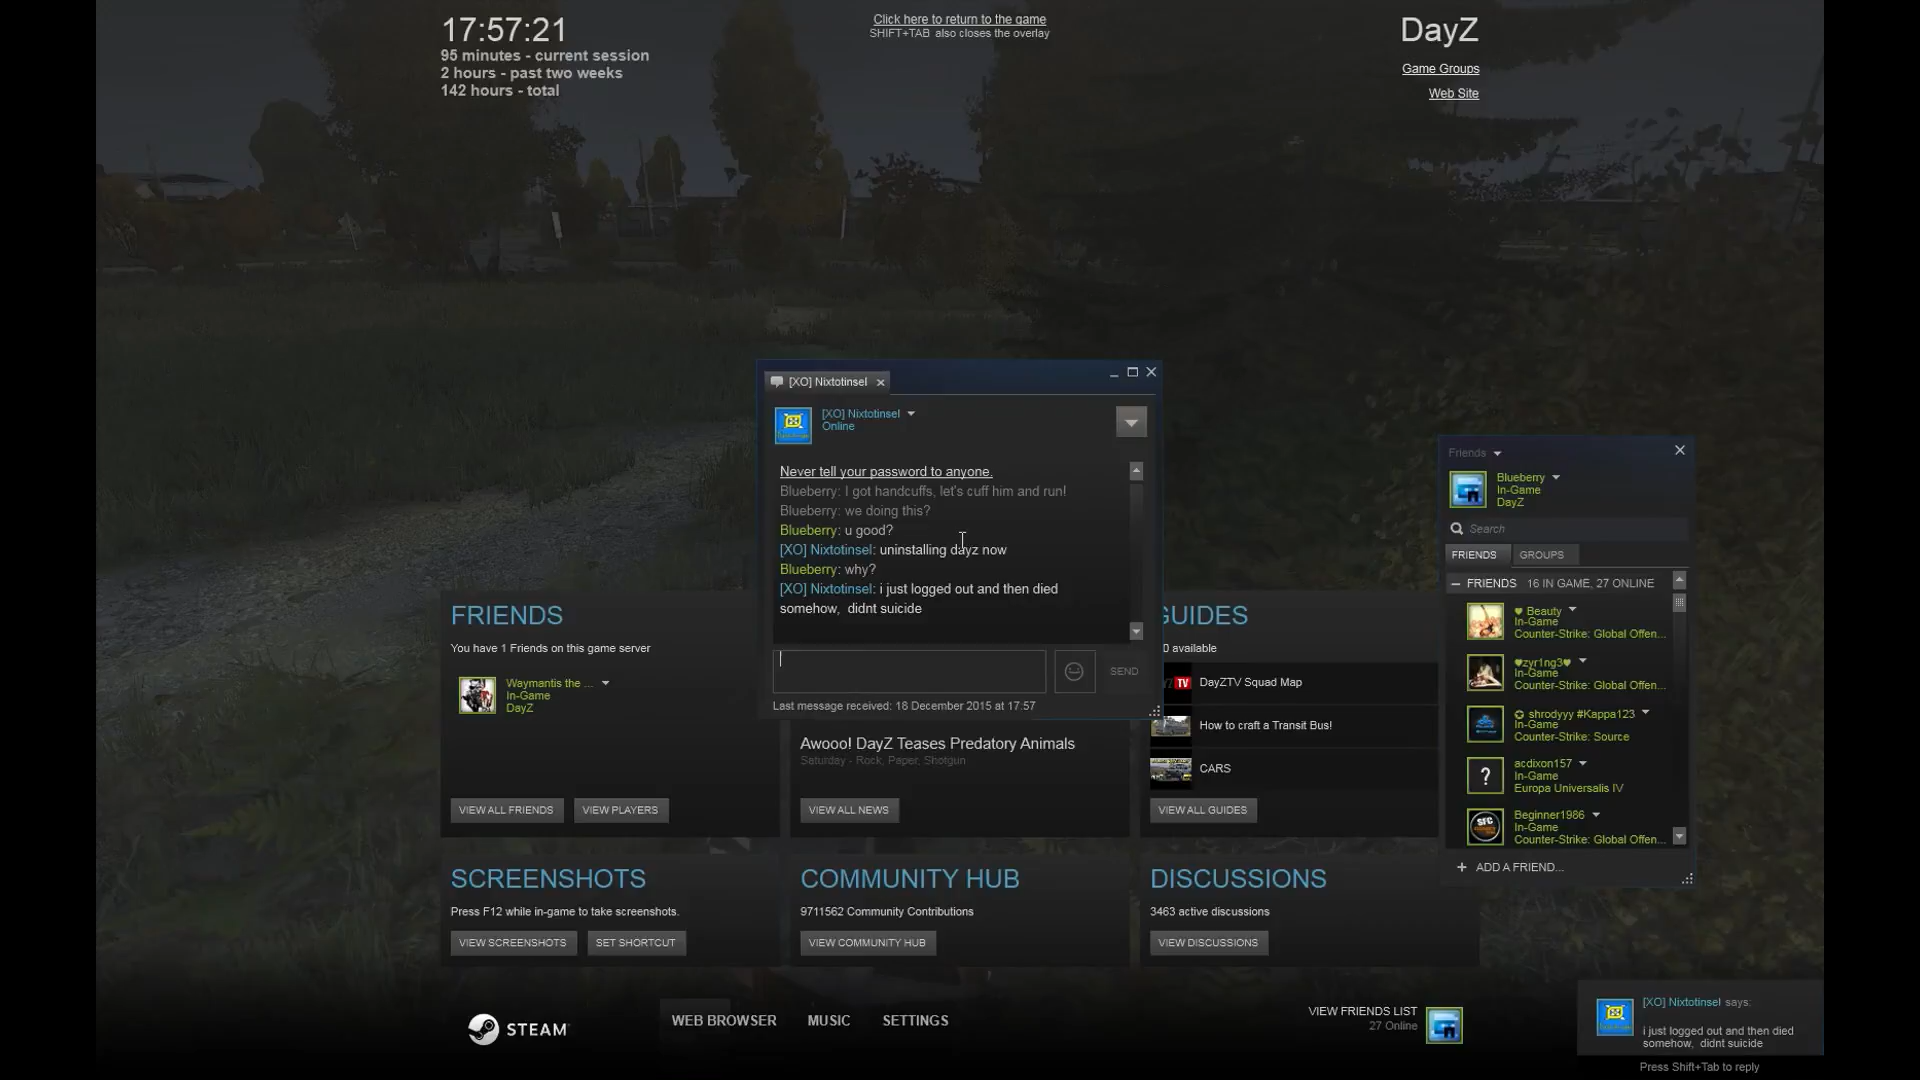 17:57:21
95 minutes - current session
2 hours - past two weeks
142 hours - total
Click here to return to the game
SHIFT+TAB also closes the overlay
DayZ
Game Groups
Web Site
[XO] Nixtotinsel
[XO] Nixtotinsel
Online
Never tell your password to anyone.
Blueberry: I got handcuffs, let's cuff him and run!
Blueberry: we doing this?
Blueberry: u good?
[XO] Nixtotinsel: uninstalling dayz now
Blueberry: why?
[XO] Nixtotinsel: i just logged out and then died
somehow, didnt suicide
SEND
Last message received: 18 December 2015 at 17:57
Friends
Blueberry
In-Game
DayZ
Search
FRIENDS GROUPS
FRIENDS 16 IN GAME, 27 ONLINE
♥ Beauty
In-Game
Counter-Strike: Global Offen...
♥zyr1ng3♥
In-Game
Counter-Strike: Global Offen...
shrodyyy #Kappa123
In-Game
Counter-Strike: Source
?
acdixon157
In-Game
Europa Universalis IV
SFC
Beginner1986
In-Game
Counter-Strike: Global Offen...
+ ADD A FRIEND...
FRIENDS
You have 1 Friends on this game server
Waymantis the ...
In-Game
DayZ
VIEW ALL FRIENDS VIEW PLAYERS
Awooo! DayZ Teases Predatory Animals
Saturday - Rock, Paper, Shotgun
VIEW ALL NEWS
GUIDES
0 available
TV
DayZTV Squad Map
How to craft a Transit Bus!
CARS
VIEW ALL GUIDES
SCREENSHOTS
Press F12 while in-game to take screenshots.
VIEW SCREENSHOTS SET SHORTCUT
COMMUNITY HUB
9711562 Community Contributions
VIEW COMMUNITY HUB
DISCUSSIONS
3463 active discussions
VIEW DISCUSSIONS
STEAM
WEB BROWSER MUSIC SETTINGS
VIEW FRIENDS LIST
27 Online
[XO] Nixtotinsel says:
i just logged out and then died
somehow, didnt suicide
Press Shift+Tab to reply